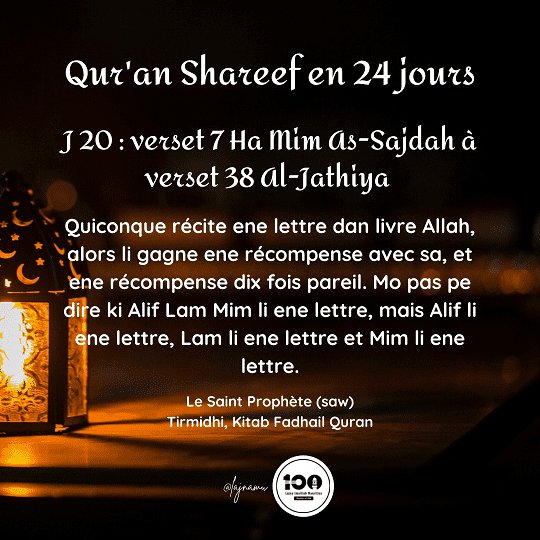 Qur'an Shareef en 24 jours
J 20 : verset 7 Ha Mim As-Sajdah à
verset 38 Al-Jathiya
Quiconque récite ene lettre dan livre Allah,
alors li gagne ene récompense avec sa, et
ene récompense dix fois pareil. Mo pas pe
dire ki Alif Lam Mim li ene lettre, mais Alif li
ene lettre, Lam li ene lettre et Mim li ene
lettre.
Le Saint Prophète (saw)
Tirmidhi, Kitab Fadhail Quran
@lajnamu
100
Lajna Imaillah Mauritius